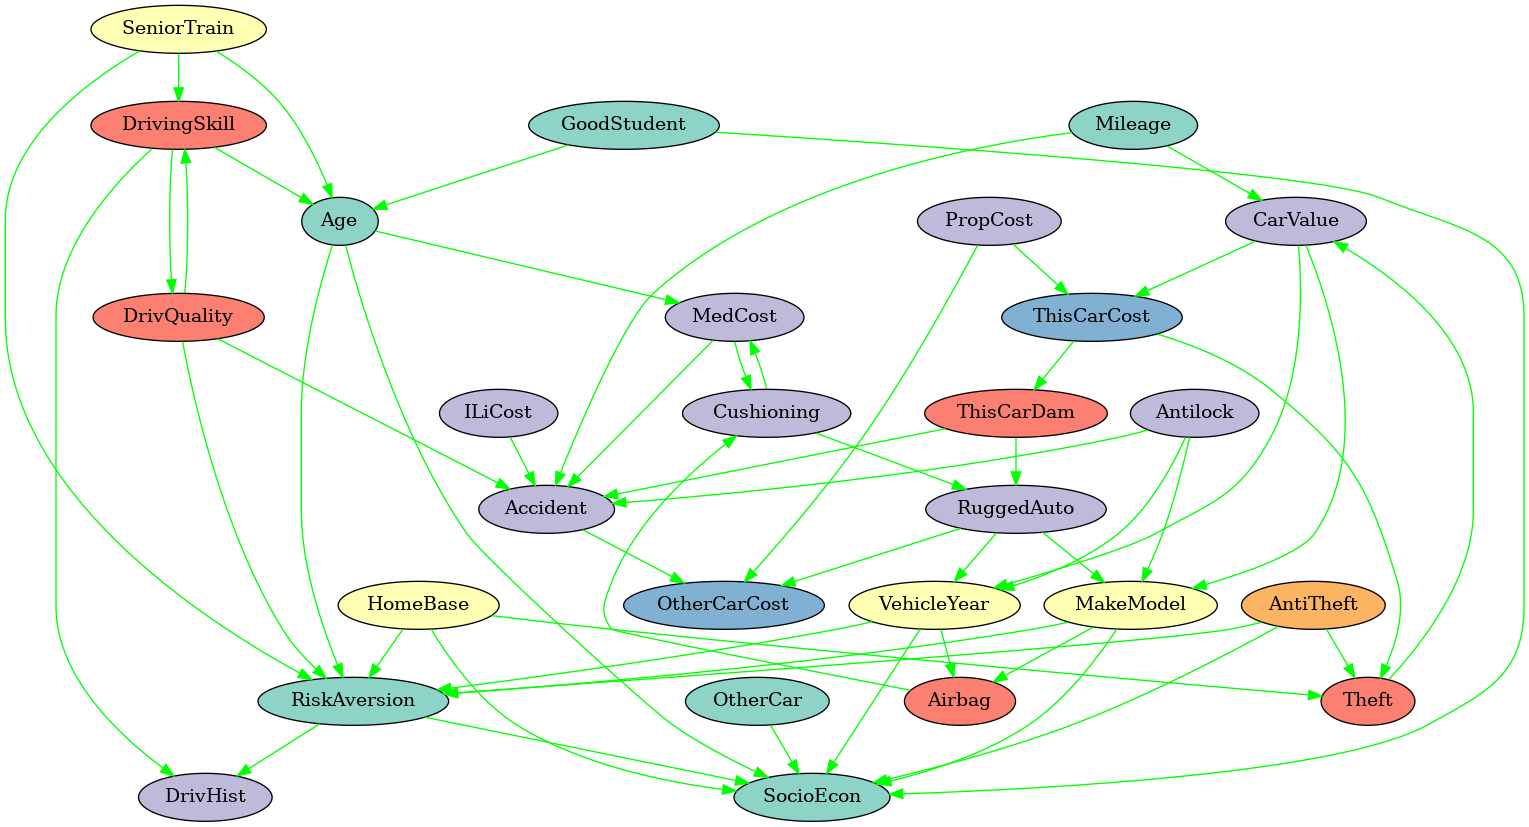 SeniorTrain
DrivingSkill
GoodStudent
Mileage
Age
PropCost
CarValue
DrivQuality
MedCost
ThisCarCost
ILiCost
Cushioning
ThisCarDam
Antilock
Accident
RuggedAuto
HomeBase
OtherCarCost
VehicleYear
MakeModel
AntiTheft
RiskAversion
OtherCar
Airbag
Theft
DrivHist
SocioEcon